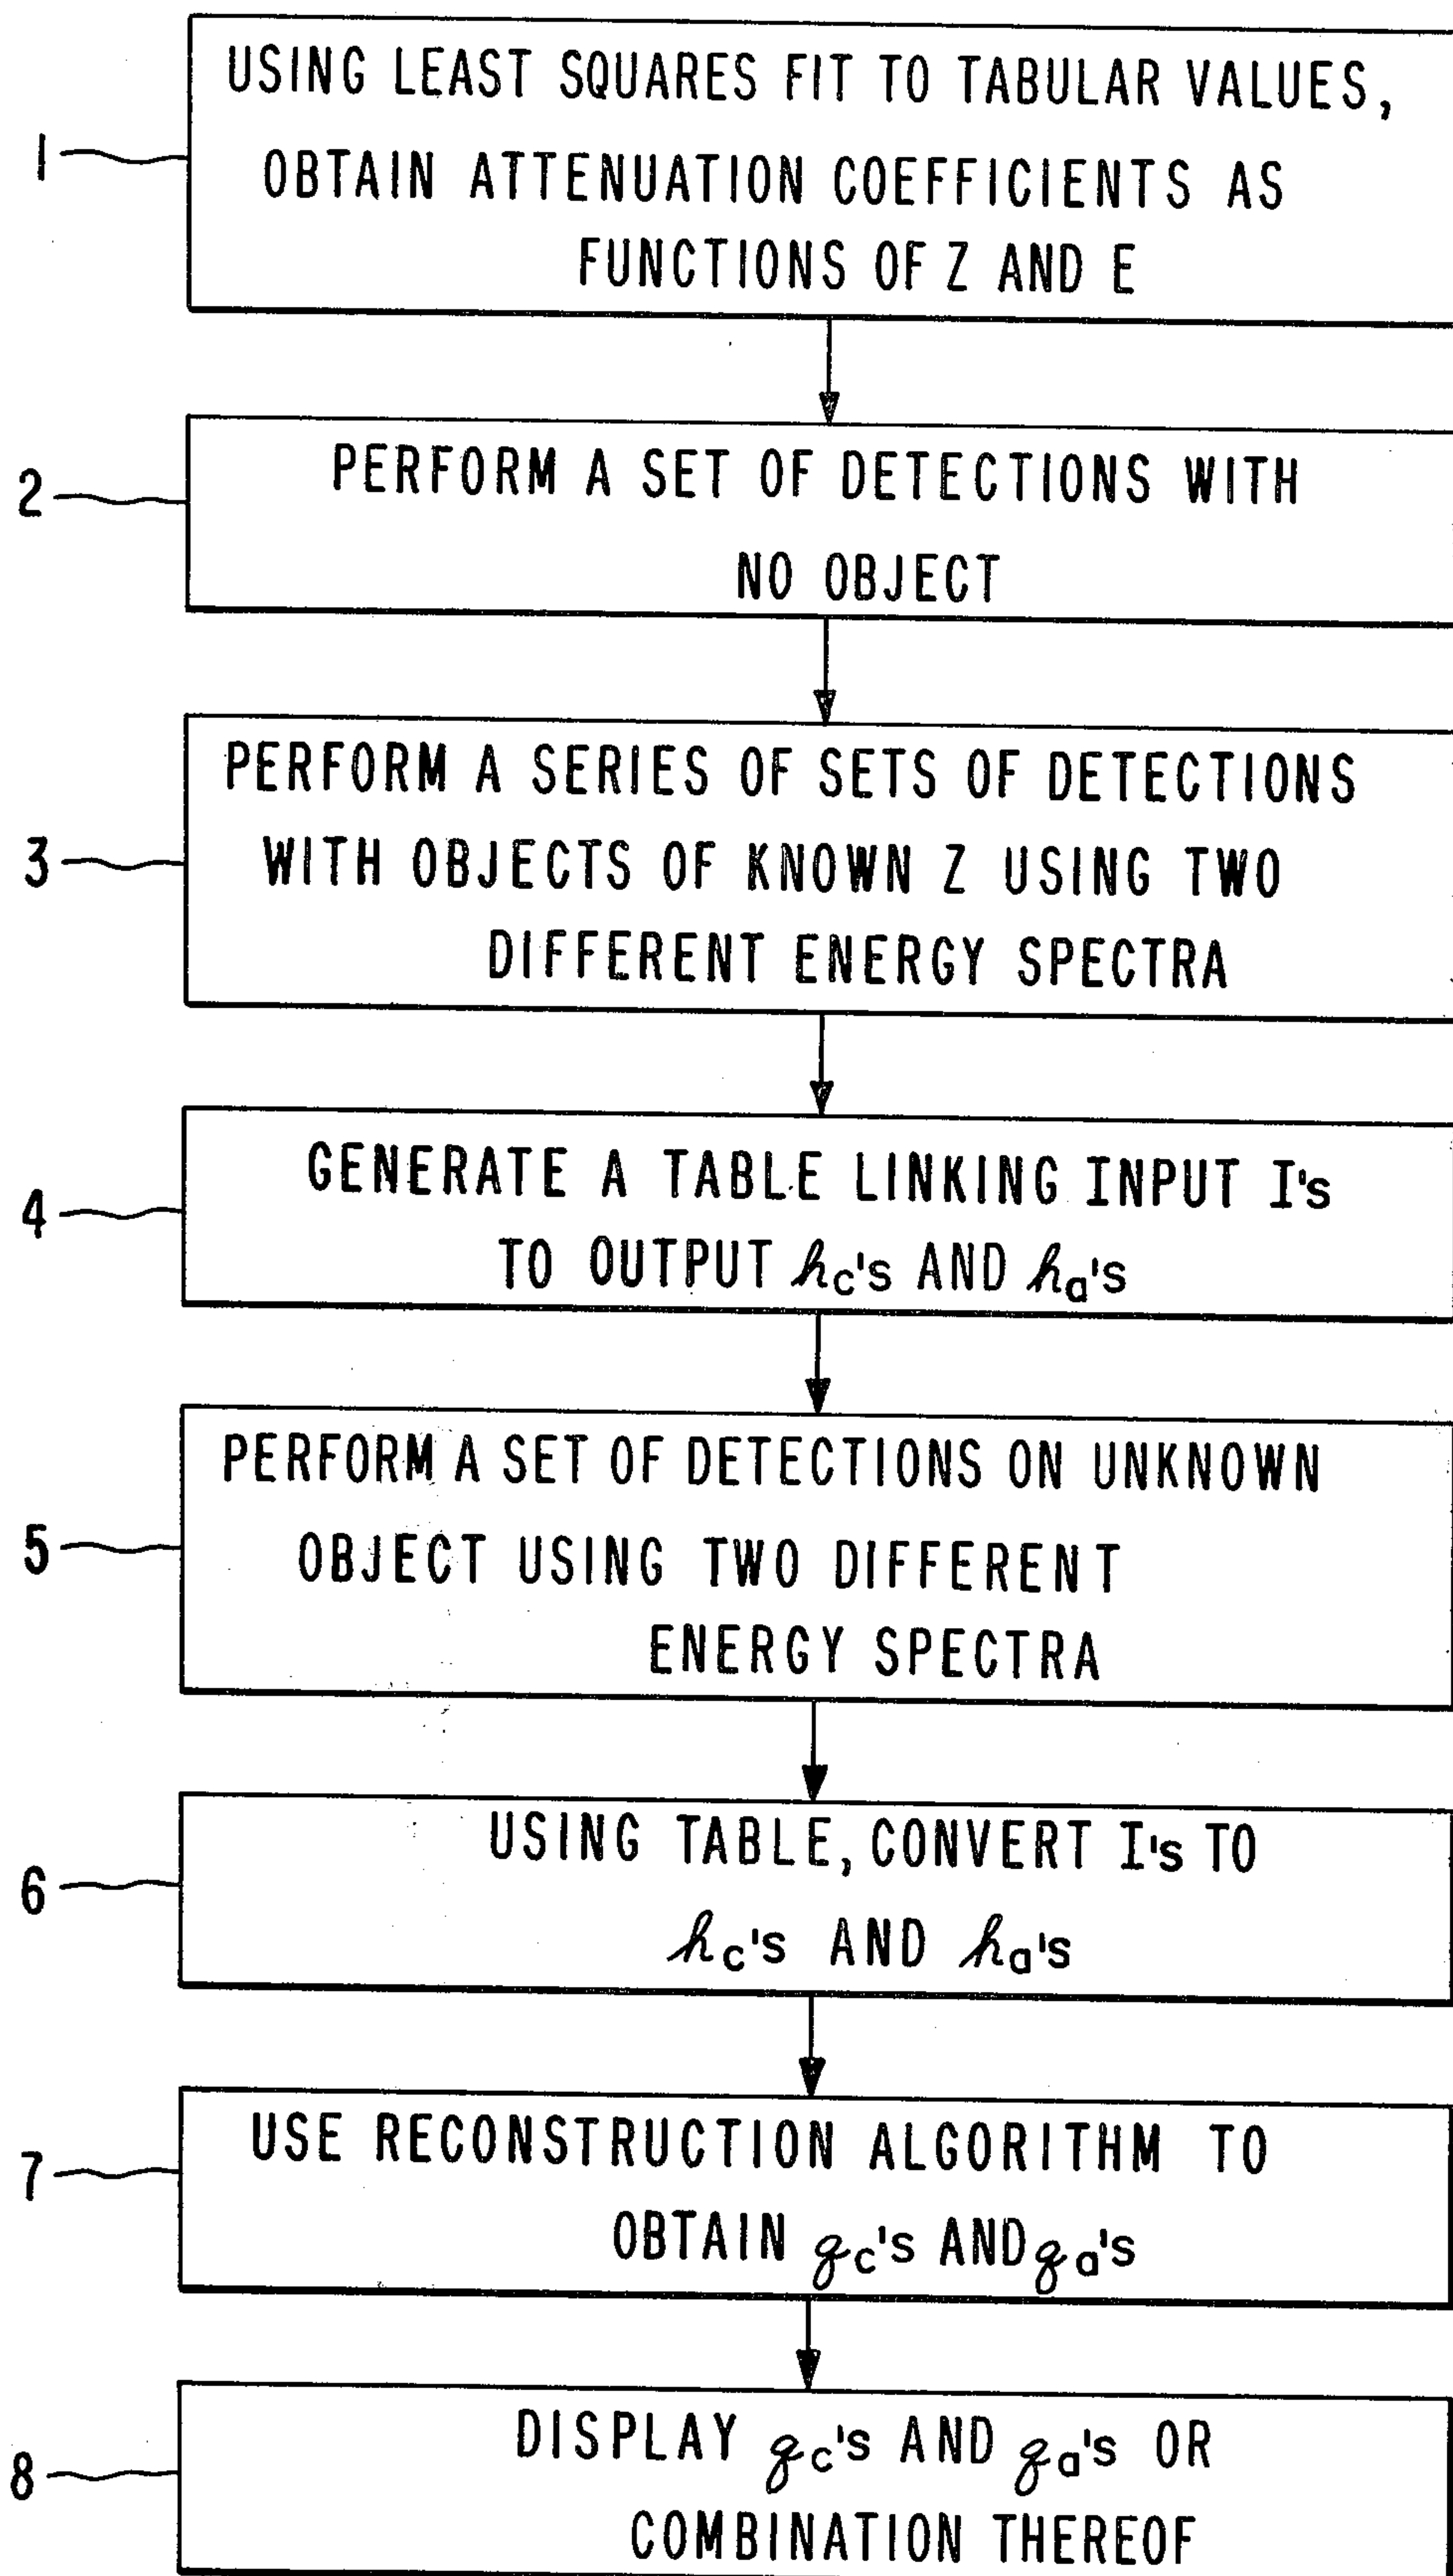 USING LEAST SQUARES FIT TO TABULAR VALUES,
1
OBTAIN ATTENUATION COEFFICIENTS AS
FUNCTIONS OF Z AND E
PERFORM A SET OF DETECTIONS WITH
2
NO OBJECT
PERFORM A SERIES OF SETS OF DETECTIONS
3
WITH OBJECTS OF KNOWN Z USING TWO
DIFFERENT ENERGY SPECTRA
GENERATE A TABLE LINKING INPUT I's
4
TO OUTPUT hc's AND ha's
PERFORM A SET OF DETECTIONS ON UNKNOWN
5
OBJECT USING TWO DIFFERENT
ENERGY SPECTRA
USING TABLE, CONVERT I's TO
6
hc's AND ha's
USE RECONSTRUCTION ALGORITHM TO
7
OBTAIN gc's AND ga's
DISPLAY gc's AND ga's OR
8
COMBINATION THEREOF